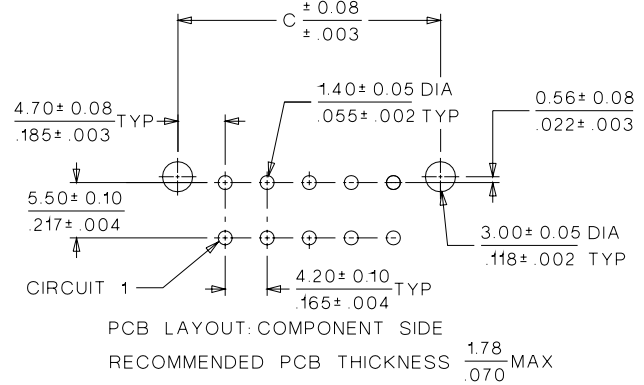 C ± 0.08
± .003
1.40± 0.05 DIA
.055± .002 TYP
0.56± 0.08
.022± .003
4.70± 0.08 TYP
.185± .003
5.50± 0.10
.217± .004
3.00± 0.05 DIA
.118± .002 TYP
CIRCUIT 1
4.20± 0.10 TYP
.165± .004
PCB LAYOUT: COMPONENT SIDE
RECOMMENDED PCB THICKNESS 1.78 MAX
.070